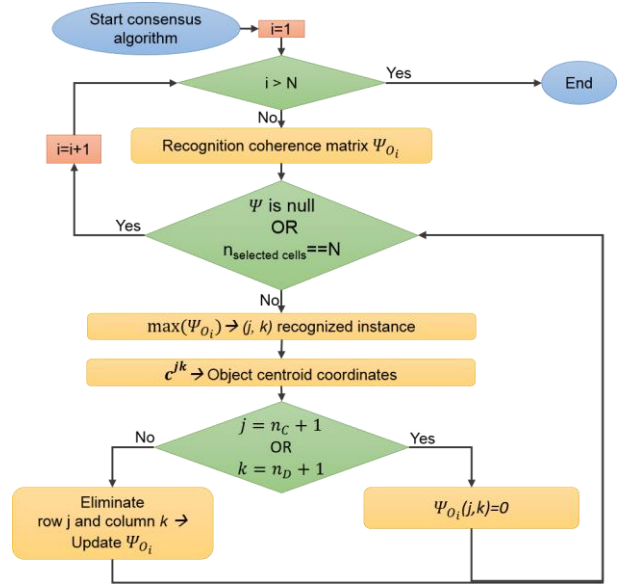 Start consensus
algorithm
i=1
i > N
Yes
End
No
i=i+1
Recognition coherence matrix Ψ_{O_i}
Ψ is null
OR
n_{selected cells}==N
Yes
No
max(Ψ_{O_i}) → (j, k) recognized instance
c^{jk} → Object centroid coordinates
j = n_C + 1
OR
k = n_D + 1
No
Yes
Eliminate
row j and column k →
Update Ψ_{O_i}
Ψ_{O_i}(j,k)=0